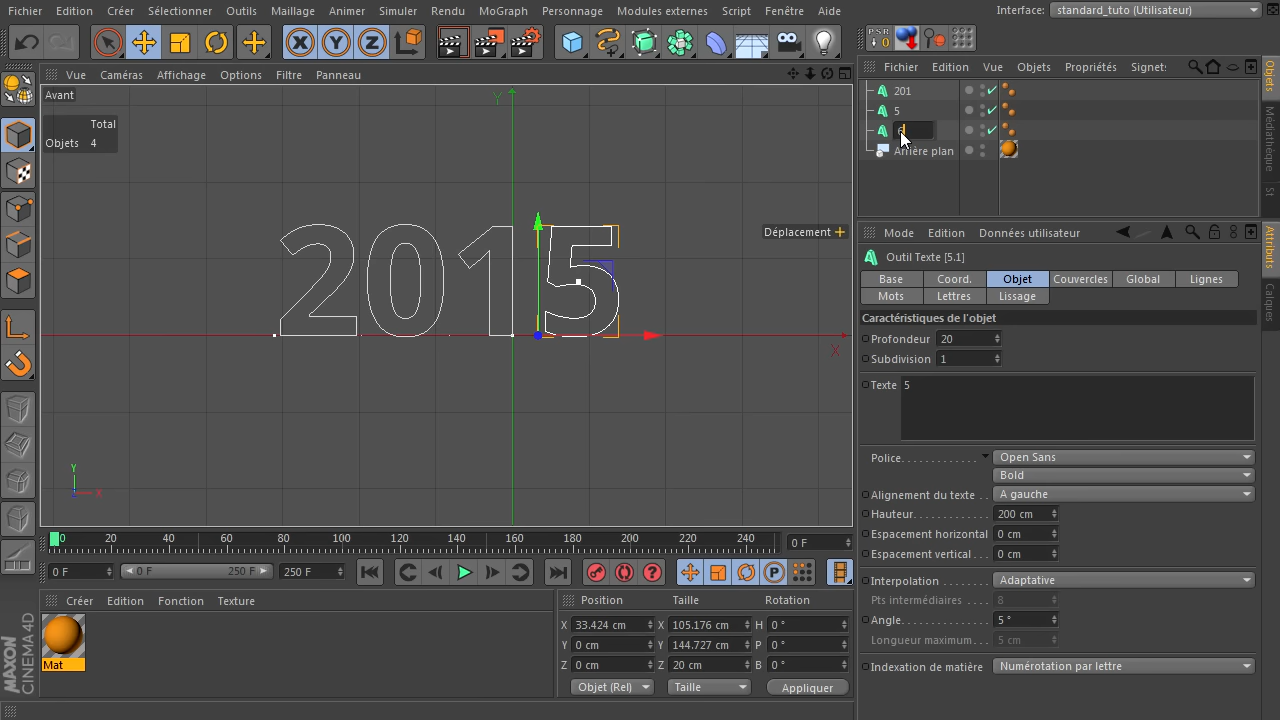 Fichier Edition Créer Sélectionner Outils Maillage Animer Simuler Rendu MoGraph Personnage Modules externes Script Fenêtre Aide
Interface: standard_tuto (Utilisateur)
PSR
0
Fichier Edition Vue Objets Propriétés Signet:
201
5
6
Arrière plan
Objets
Médiathèque
St
Attributs
Calques
Vue Caméras Affichage Options Filtre Panneau
Avant
Total
Objets 4
Y
X
Déplacement
2015
Y
X
Mode Edition Données utilisateur
Outil Texte [5.1]
Base Coord. Objet Couvercles Global Lignes
Mots Lettres Lissage
Caractéristiques de l'objet
Profondeur 20
Subdivision 1
Texte 5
Police. Open Sans
Bold
Alignement du texte A gauche
Hauteur 200 cm
Espacement horizontal 0 cm
Espacement vertical 0 cm
Interpolation Adaptative
Pts intermédiaires 8
Angle. 5 °
Longueur maximum. 5 cm
Indexation de matière Numérotation par lettre
0 20 40 60 80 100 120 140 160 180 200 220 240 0 F
0 F 0 F 250 F 250 F
Créer Edition Fonction Texture
Mat
Position Taille Rotation
X 33.424 cm X 105.176 cm H 0 °
Y 0 cm Y 144.727 cm P 0 °
Z 0 cm Z 20 cm B 0 °
Objet (Rel) Taille Appliquer
MAXON
CINEMA 4D